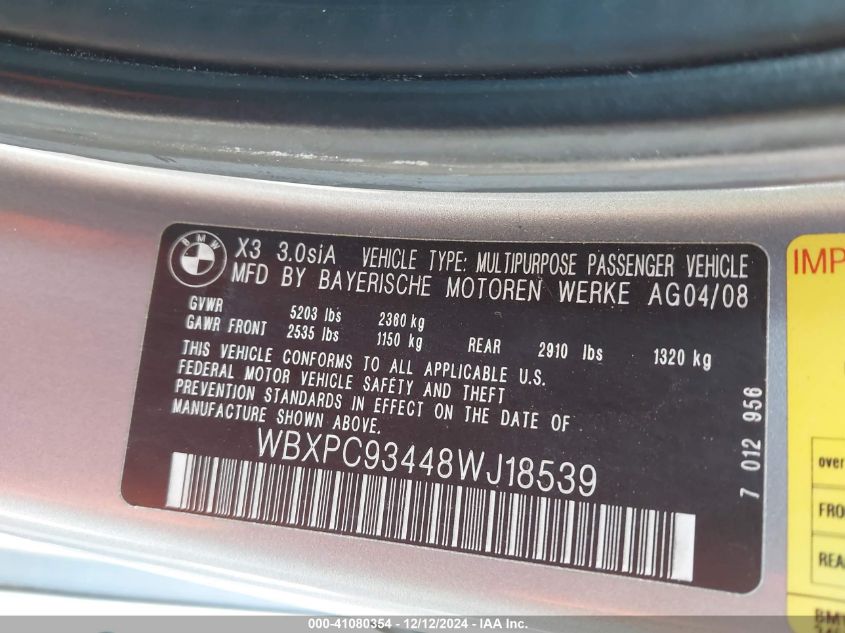 BMW
X3 3.0siA VEHICLE TYPE: MULTIPURPOSE PASSENGER VEHICLE
MFD BY BAYERISCHE MOTOREN WERKE AG04/08
GVWR 5203 lbs 2360 kg
GAWR FRONT 2535 lbs 1150 kg REAR 2910 lbs 1320 kg
THIS VEHICLE CONFORMS TO ALL APPLICABLE U.S.
FEDERAL MOTOR VEHICLE SAFETY AND THEFT
PREVENTION STANDARDS IN EFFECT ON THE DATE OF
MANUFACTURE SHOWN ABOVE.
WBXPC93448WJ18539
7 012 956
IMP
over
FRO
REA
BMW
000-41080354 - 12/12/2024 - IAA Inc.